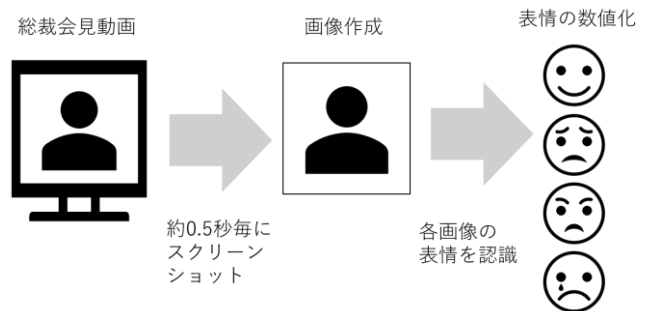 総裁会見動画
画像作成
表情の数値化
約0.5秒毎に
スクリーン
ショット
各画像の
表情を認識